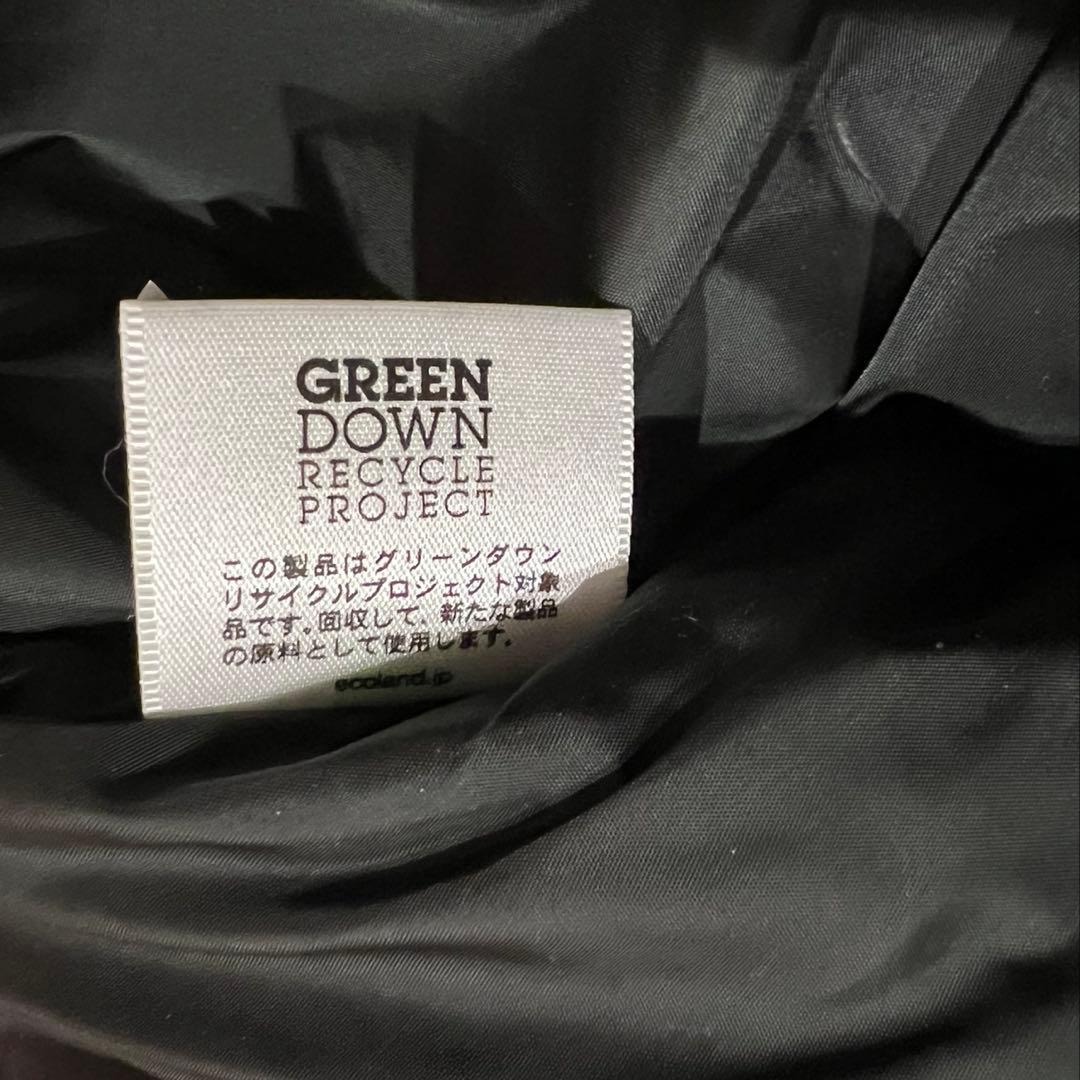 GREEN
DOWN
RECYCLE
PROJECT
この製品はグリーンダウン
リサイクルプロジェクト対象
品です。回収して、新たな製品
の原料として使用します。
ecoland.jp